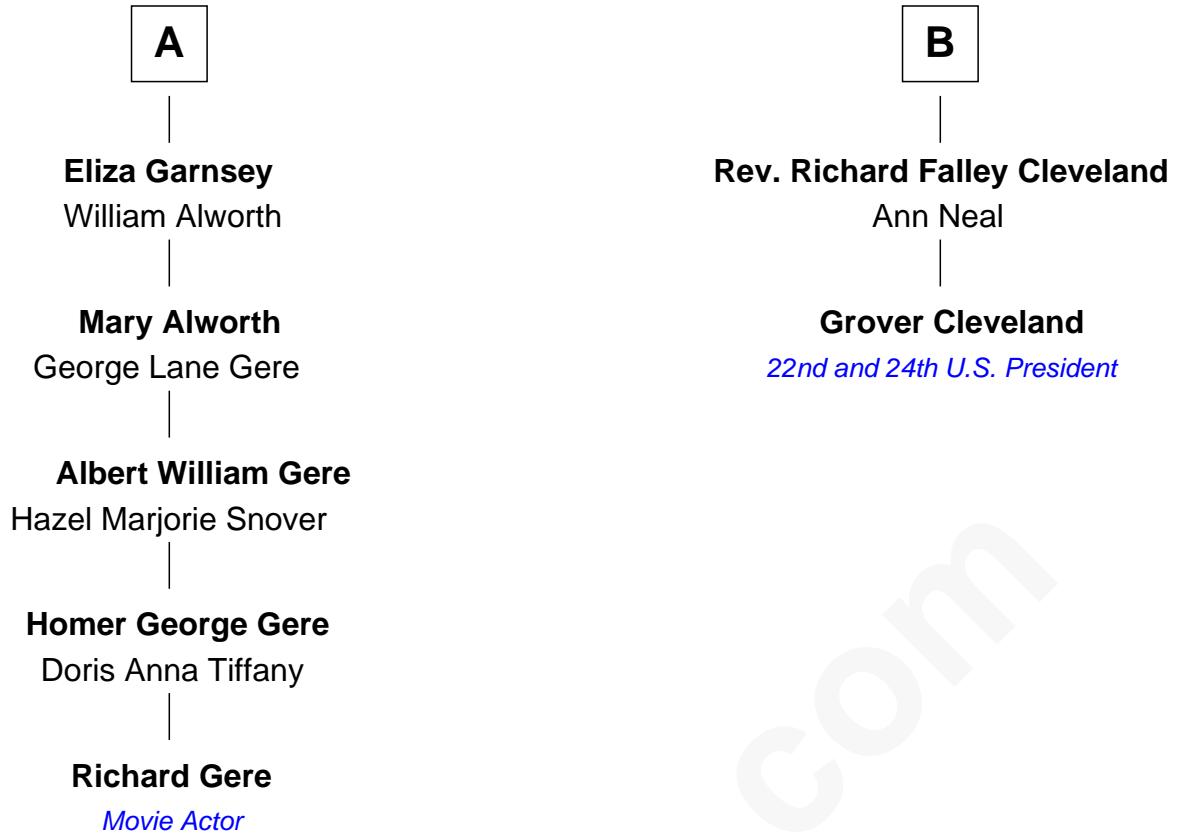 A
Eliza Garnsey
William Alworth
Mary Alworth
George Lane Gere
Albert William Gere
Hazel Marjorie Snover
Homer George Gere
Doris Anna Tiffany
Richard Gere
Movie Actor
B
Rev. Richard Falley Cleveland
Ann Neal
Grover Cleveland
22nd and 24th U.S. President
com